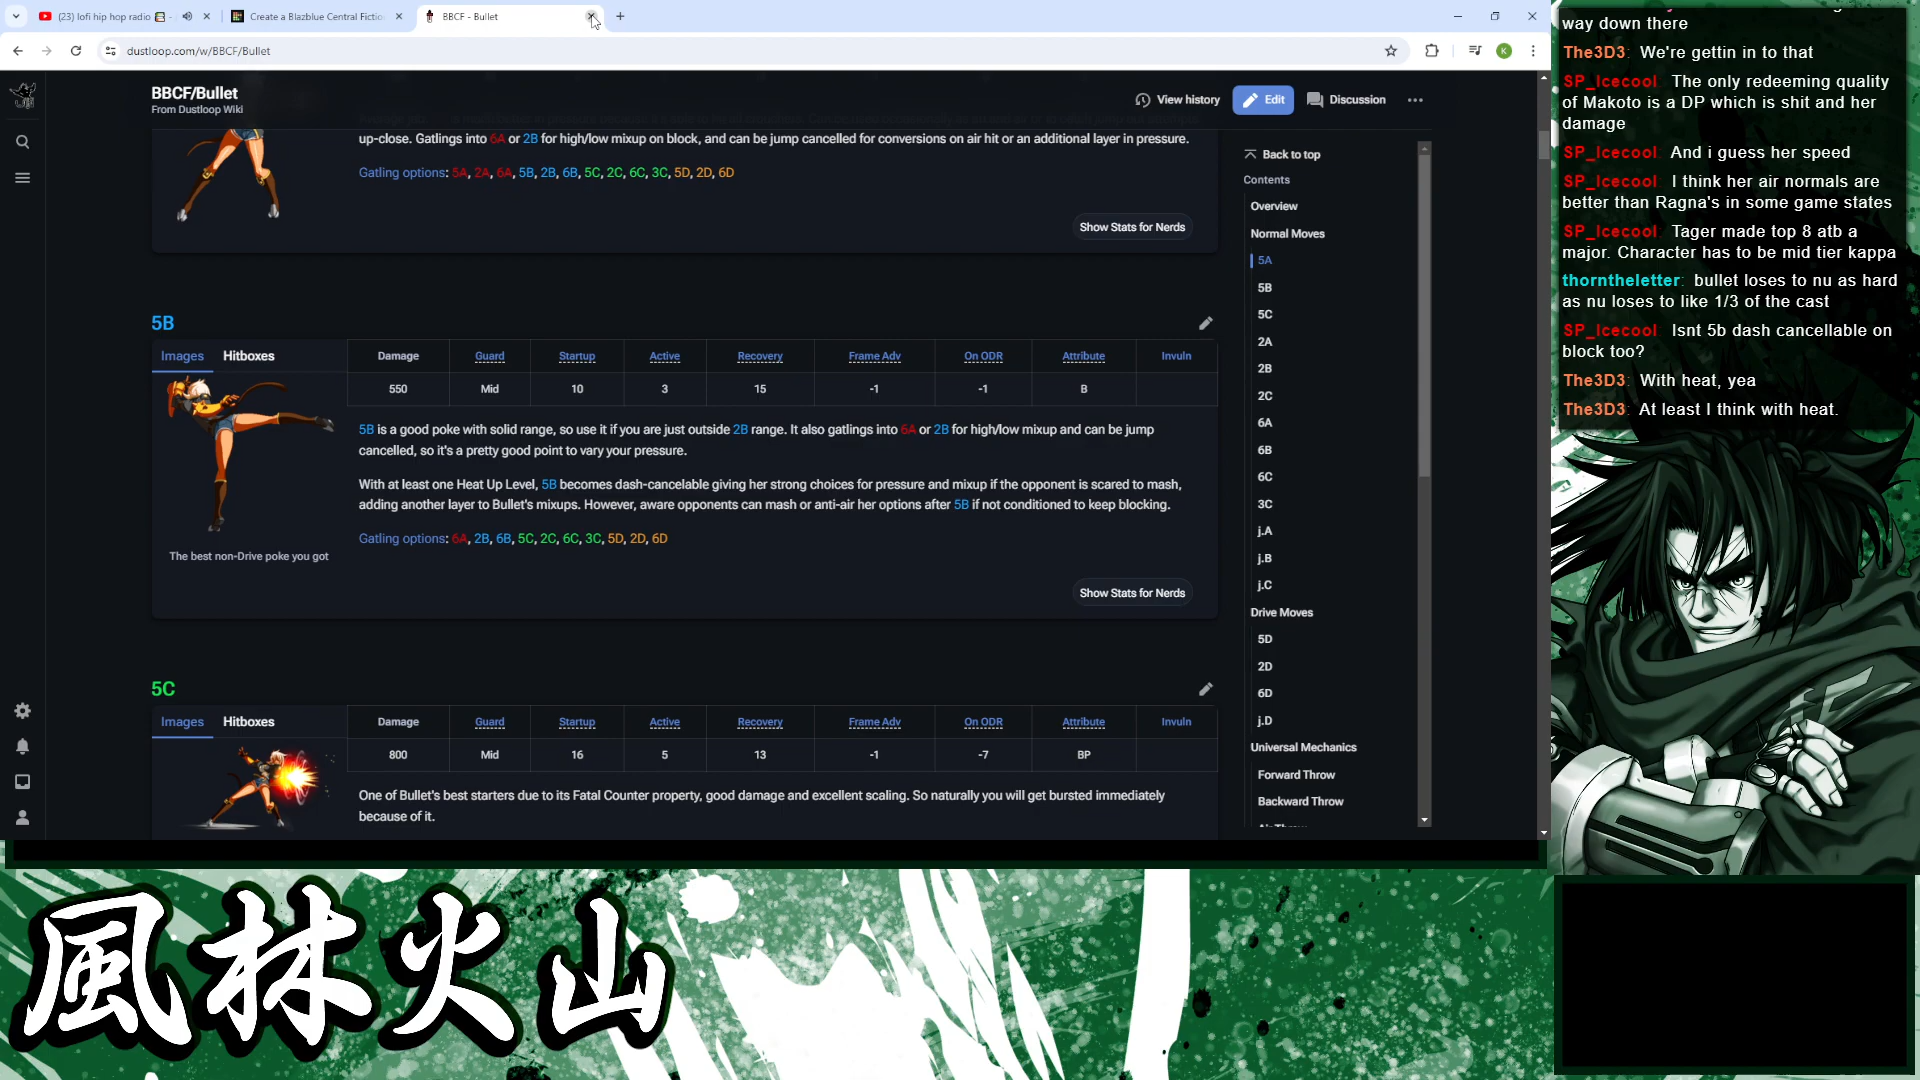 (23) lofi hip hop radio
Create a Blazblue Central Fictio
BBCF - Bullet
dustloop.com/w/BBCF/Bullet
K
BBCF/Bullet
From Dustloop Wiki
View history
Edit
Discussion
up-close. Gatlings into 6A or 2B for high/low mixup on block, and can be jump cancelled for conversions on air hit or an additional layer in pressure.
Gatling options: 5A, 2A, 6A, 5B, 2B, 6B, 5C, 2C, 6C, 3C, 5D, 2D, 6D
Show Stats for Nerds
5B
Images Hitboxes
Damage Guard Startup Active Recovery Frame Adv On ODR Attribute Invuln
550 Mid 10 3 15 -1 -1 B
5B is a good poke with solid range, so use it if you are just outside 2B range. It also gatlings into 6A or 2B for high/low mixup and can be jump
cancelled, so it's a pretty good point to vary your pressure.
With at least one Heat Up Level, 5B becomes dash-cancelable giving her strong choices for pressure and mixup if the opponent is scared to mash,
adding another layer to Bullet's mixups. However, aware opponents can mash or anti-air her options after 5B if not conditioned to keep blocking.
Gatling options: 6A, 2B, 6B, 5C, 2C, 6C, 3C, 5D, 2D, 6D
The best non-Drive poke you got
Show Stats for Nerds
5C
Images Hitboxes
Damage Guard Startup Active Recovery Frame Adv On ODR Attribute Invuln
800 Mid 16 5 13 -1 -7 BP
One of Bullet's best starters due to its Fatal Counter property, good damage and excellent scaling. So naturally you will get bursted immediately
because of it.
Back to top
Contents
Overview
Normal Moves
5A
5B
5C
2A
2B
2C
6A
6B
6C
3C
j.A
j.B
j.C
Drive Moves
5D
2D
6D
j.D
Universal Mechanics
Forward Throw
Backward Throw
Air Throw
way down there
The3D3: We're gettin in to that
SP_Icecool: The only redeeming quality
of Makoto is a DP which is shit and her
damage
SP_Icecool: And i guess her speed
SP_Icecool: I think her air normals are
better than Ragna's in some game states
SP_Icecool: Tager made top 8 atb a
major. Character has to be mid tier kappa
thorntheletter: bullet loses to nu as hard
as nu loses to like 1/3 of the cast
SP_Icecool: Isnt 5b dash cancellable on
block too?
The3D3: With heat, yea
The3D3: At least I think with heat.
風林火山